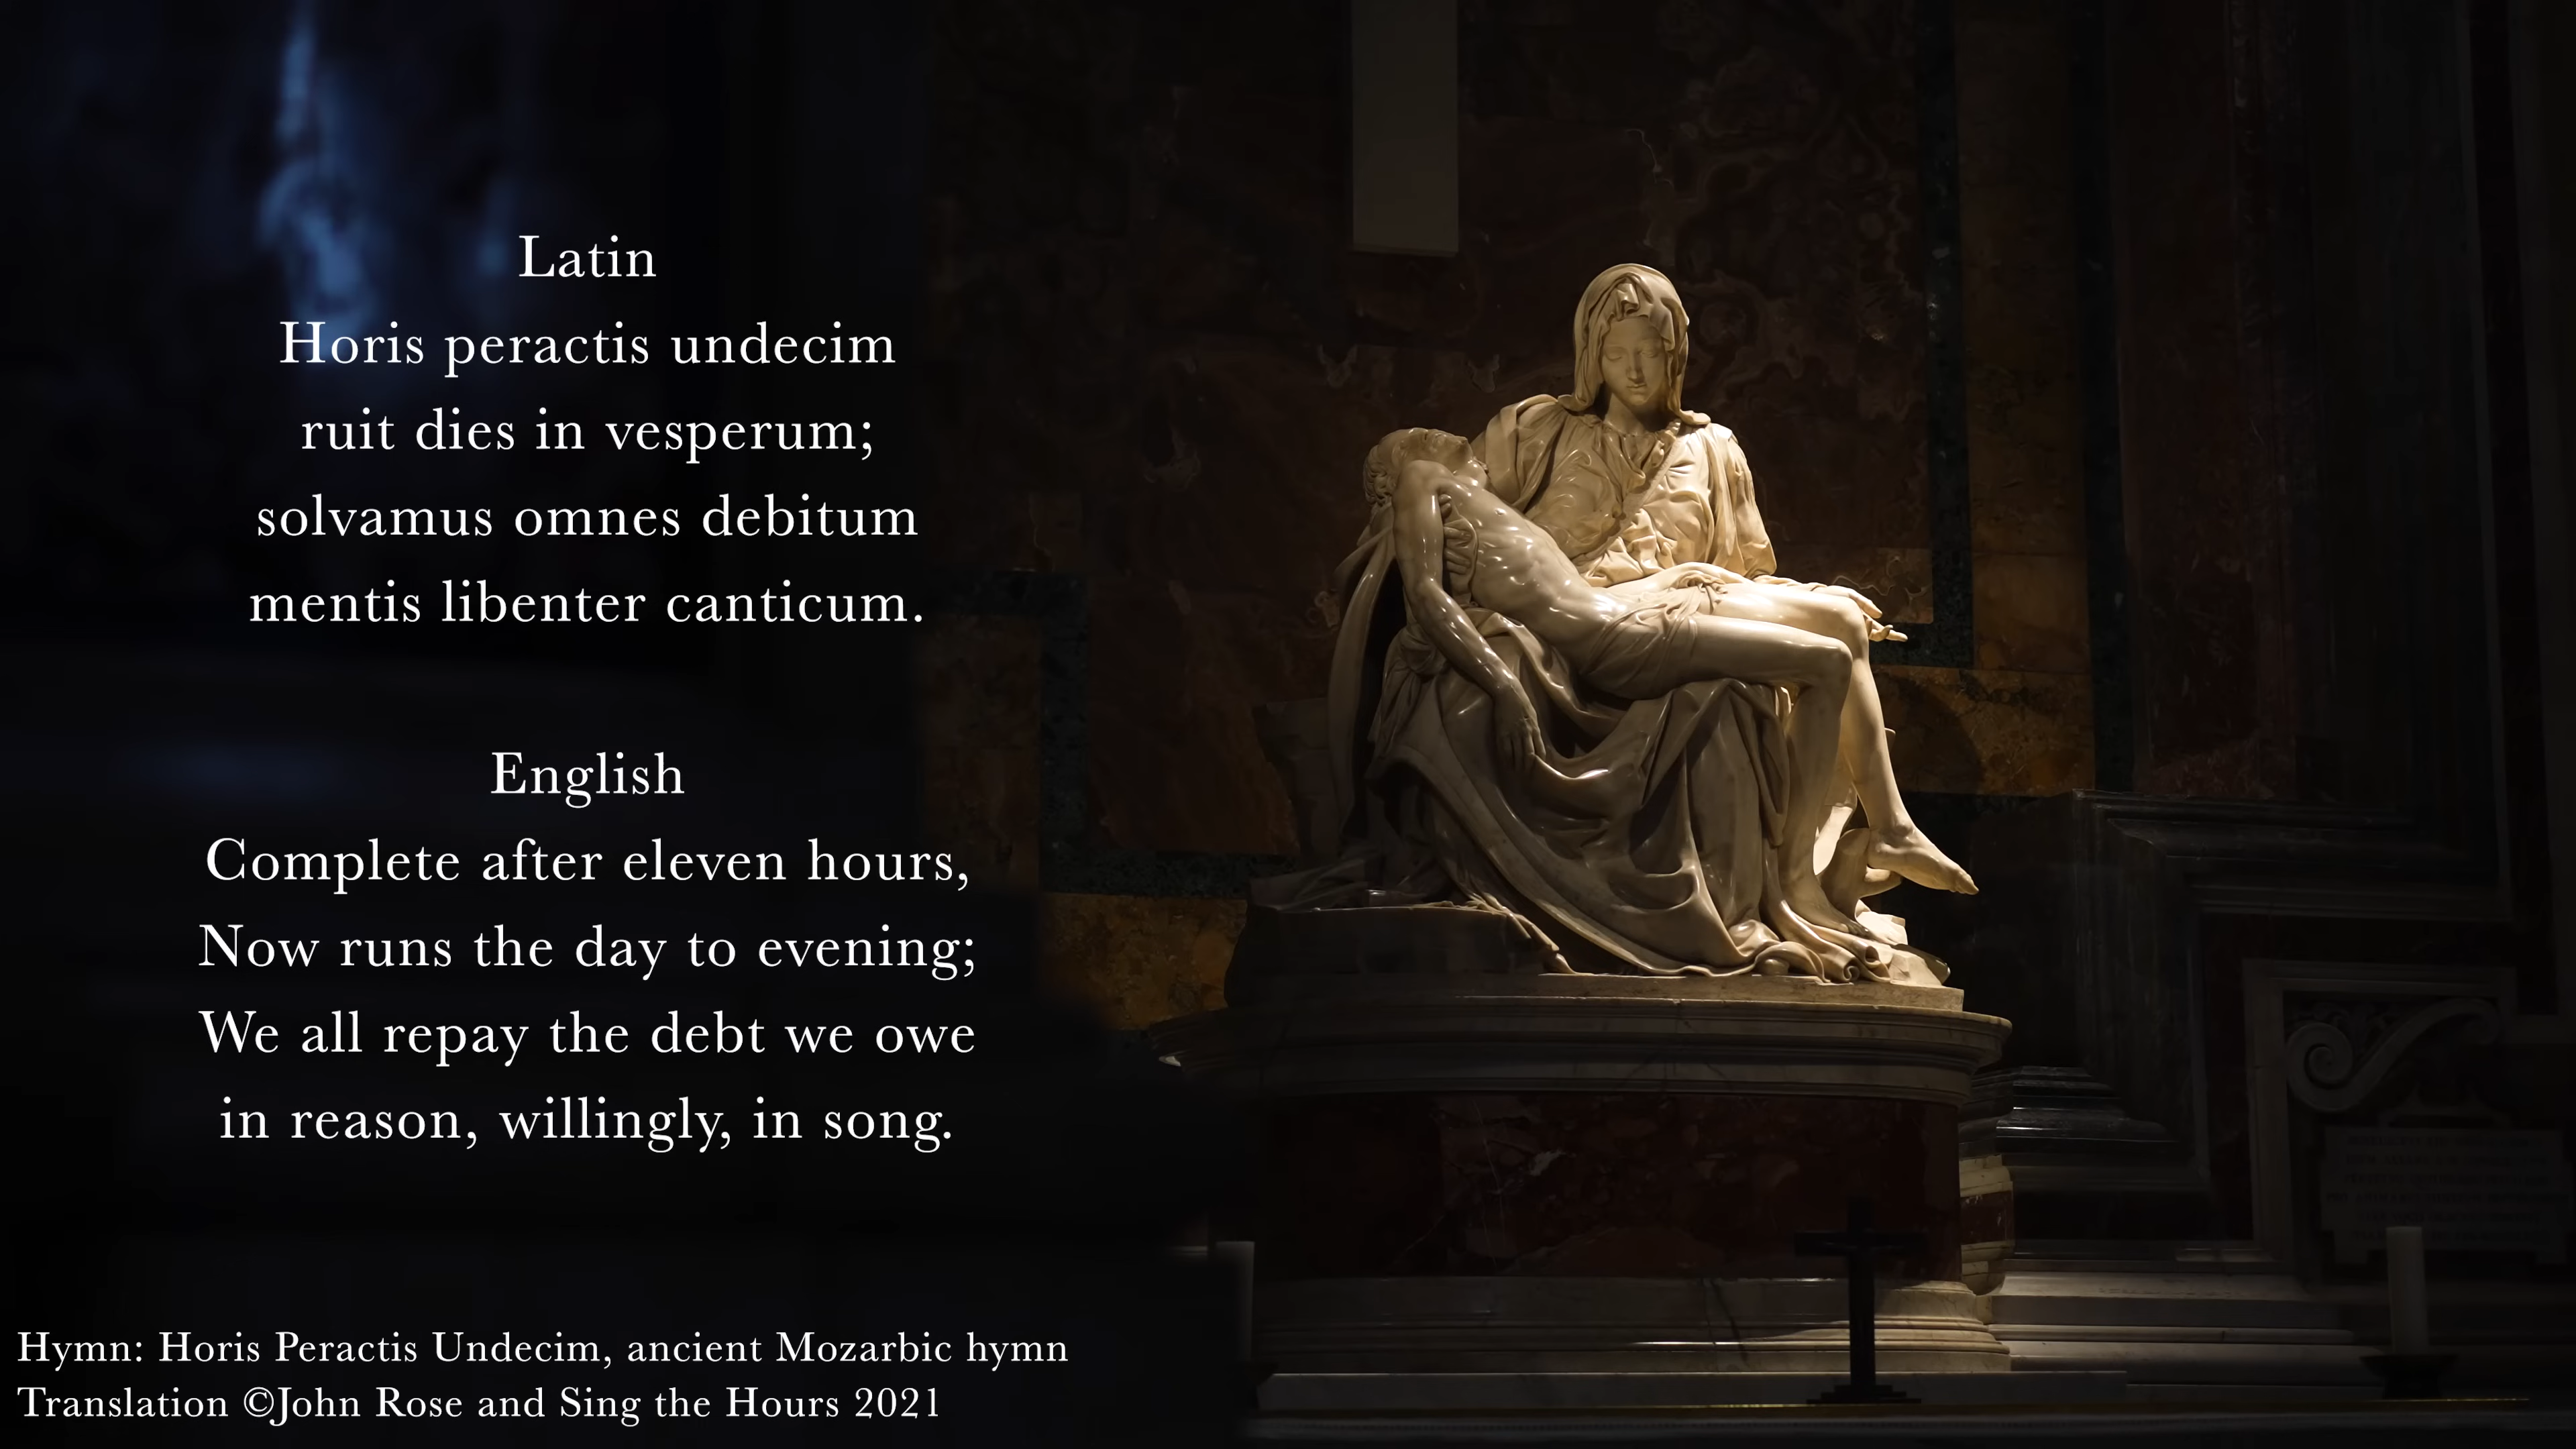 Latin
Horis peractis undecim
ruit dies in vesperum;
solvamus omnes debitum
mentis libenter canticum.
English
Complete after eleven hours,
Now runs the day to evening;
We all repay the debt we owe
in reason, willingly, in song.
Hymn: Horis Peractis Undecim, ancient Mozarbic hymn
Translation ©John Rose and Sing the Hours 2021